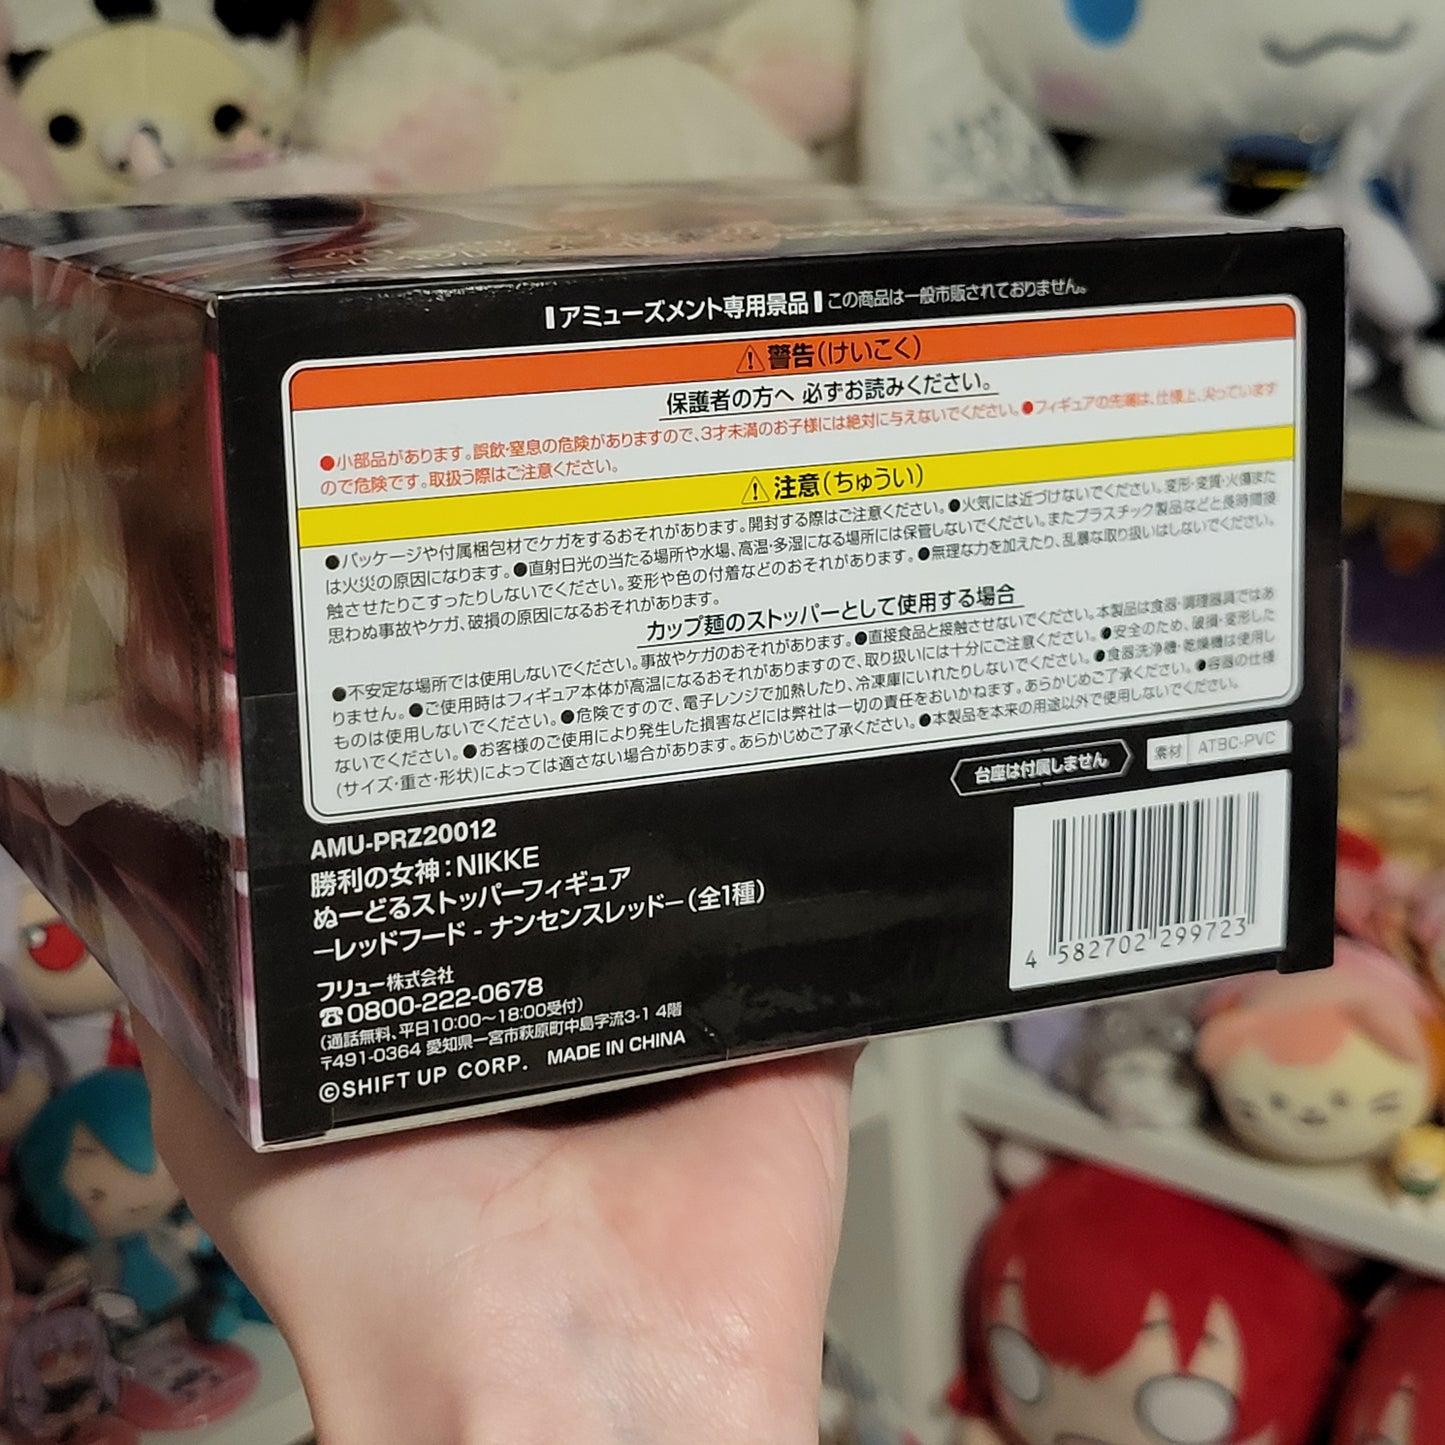 アミューズメント専用景品 この商品は一般市販されておりません。
⚠警告(けいこく)
保護者の方へ 必ずお読みください。
●小部品があります。誤飲・窒息の危険がありますので、3才未満のお子様には絶対に与えないでください。●フィギュアの先端は、仕様上、尖っています
ので危険です。取扱う際はご注意ください。
⚠注意(ちゅうい)
●パッケージや付属梱包材でケガをするおそれがあります。開封する際はご注意ください。●火気には近づけないでください。変形・変質・火傷また
は火災の原因になります。●直射日光の当たる場所や水場、高温・多湿になる場所には保管しないでください。またプラスチック製品などと長時間接
触させたりこすったりしないでください。変形や色の付着などのおそれがあります。●無理な力を加えたり、乱暴な取り扱いはしないでください。
思わぬ事故やケガ、破損の原因になるおそれがあります。
カップ麺のストッパーとして使用する場合
●不安定な場所では使用しないでください。事故やケガのおそれがあります。●直接食品と接触させないでください。本製品は食器・調理器具ではあ
りません。●ご使用時はフィギュア本体が高温になるおそれがありますので、取り扱いには十分にご注意ください。●安全のため、破損・変形した
ものは使用しないでください。●危険ですので、電子レンジで加熱したり、冷凍庫にいれたりしないでください。●食器洗浄機・乾燥機は使用し
ないでください。●お客様のご使用により発生した損害などには弊社は一切の責任をおいかねます。あらかじめご了承ください。●容器の仕様
(サイズ・重さ・形状)によっては適さない場合があります。あらかじめご了承ください。●本製品を本来の用途以外で使用しないでください。
台座は付属しません
素材 ATBC-PVC
AMU-PRZ20012
勝利の女神:NIKKE
ぬーどるストッパーフィギュア
ーレッドフード - ナンセンスレッドー(全1種)
4 582702 299723
フリュー株式会社
☎0800-222-0678
(通話無料、平日10:00〜18:00受付)
〒491-0364 愛知県一宮市萩原町中島字流3-1 4階
©SHIFT UP CORP. MADE IN CHINA